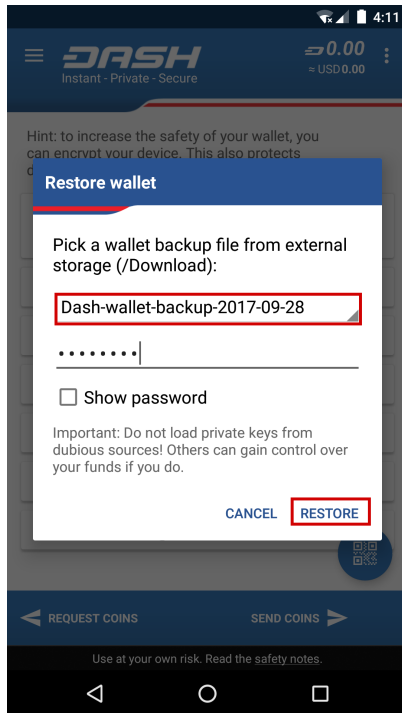 4:11
DASH
Instant - Private - Secure
0.00
≈ USD 0.00
Hint: to increase the safety of your wallet, you
can encrypt your device. This also protects
Restore wallet
Pick a wallet backup file from external
storage (/Download):
Dash-wallet-backup-2017-09-28
••••••••
Show password
Important: Do not load private keys from
dubious sources! Others can gain control over
your funds if you do.
CANCEL RESTORE
REQUEST COINS SEND COINS
Use at your own risk. Read the safety notes.